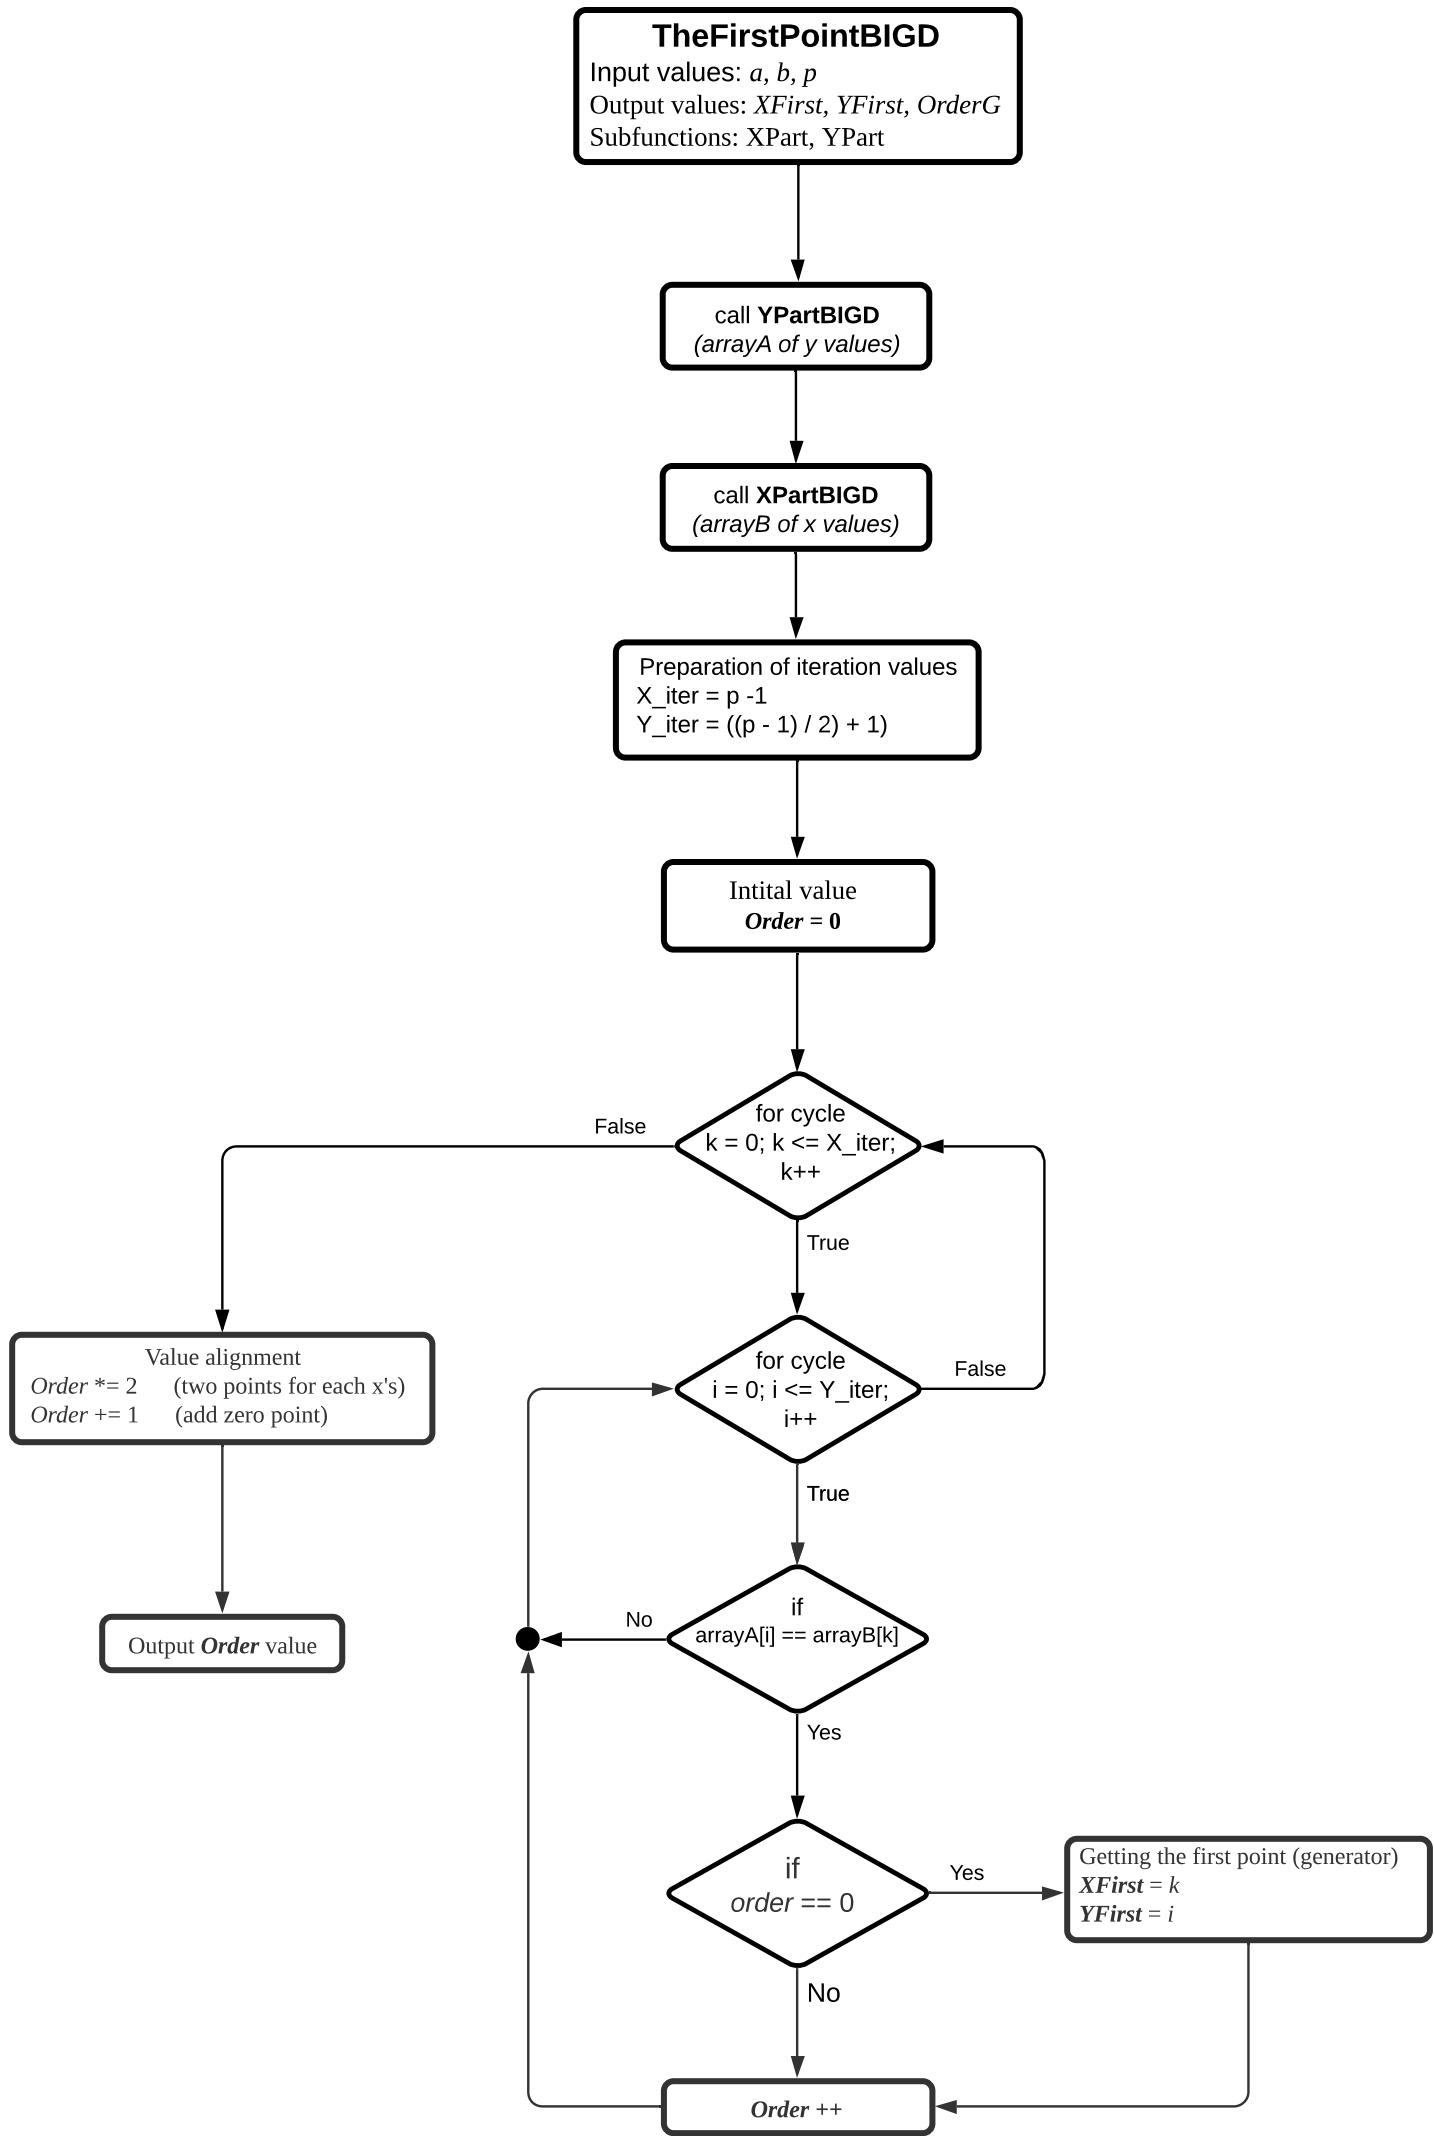 TheFirstPointBIGD
Input values: a, b, p
Output values: XFirst, YFirst, OrderG
Subfunctions: XPart, YPart
call YPartBIGD
(arrayA of y values)
call XPartBIGD
(arrayB of x values)
Preparation of iteration values
X_iter = p -1
Y_iter = ((p - 1) / 2) + 1)
Intital value
Order = 0
for cycle
k = 0; k <= X_iter;
k++
False
True
for cycle
i = 0; i <= Y_iter;
i++
False
True
Value alignment
Order *= 2 (two points for each x's)
Order += 1 (add zero point)
Output Order value
if
arrayA[i] == arrayB[k]
No
Yes
if
order == 0
Yes
No
Getting the first point (generator)
XFirst = k
YFirst = i
Order ++